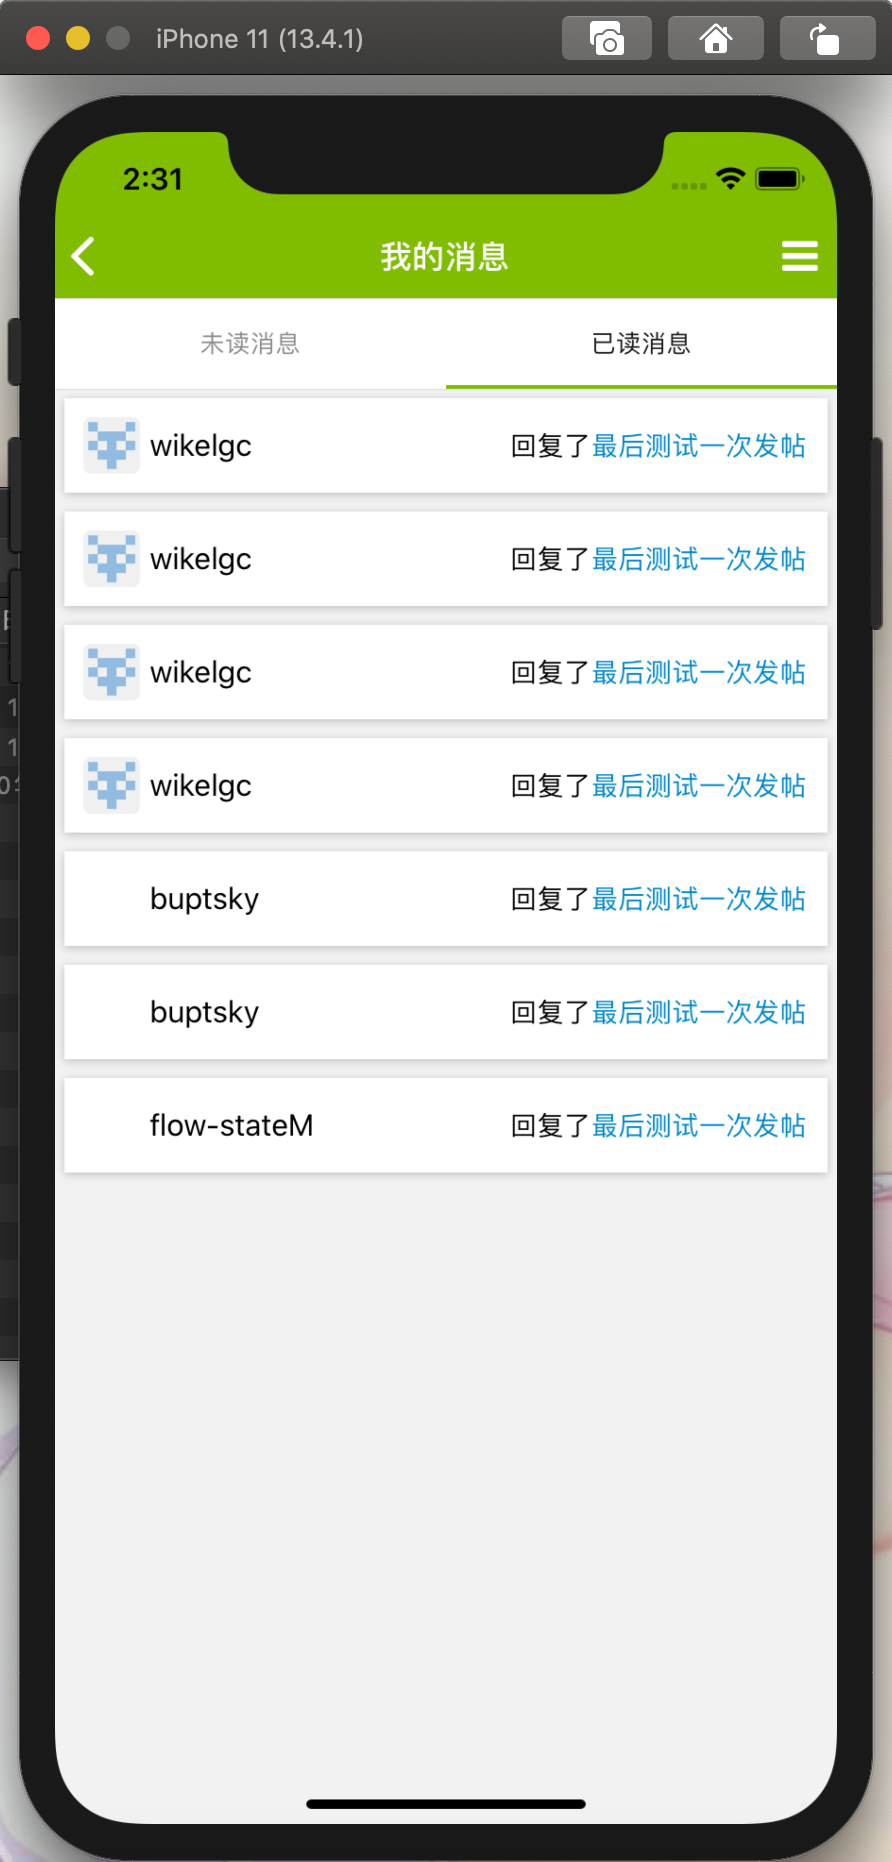 iPhone 11 (13.4.1)
2:31
我的消息
未读消息 已读消息
wikelgc 回复了最后测试一次发帖
wikelgc 回复了最后测试一次发帖
wikelgc 回复了最后测试一次发帖
wikelgc 回复了最后测试一次发帖
buptsky 回复了最后测试一次发帖
buptsky 回复了最后测试一次发帖
flow-stateM 回复了最后测试一次发帖